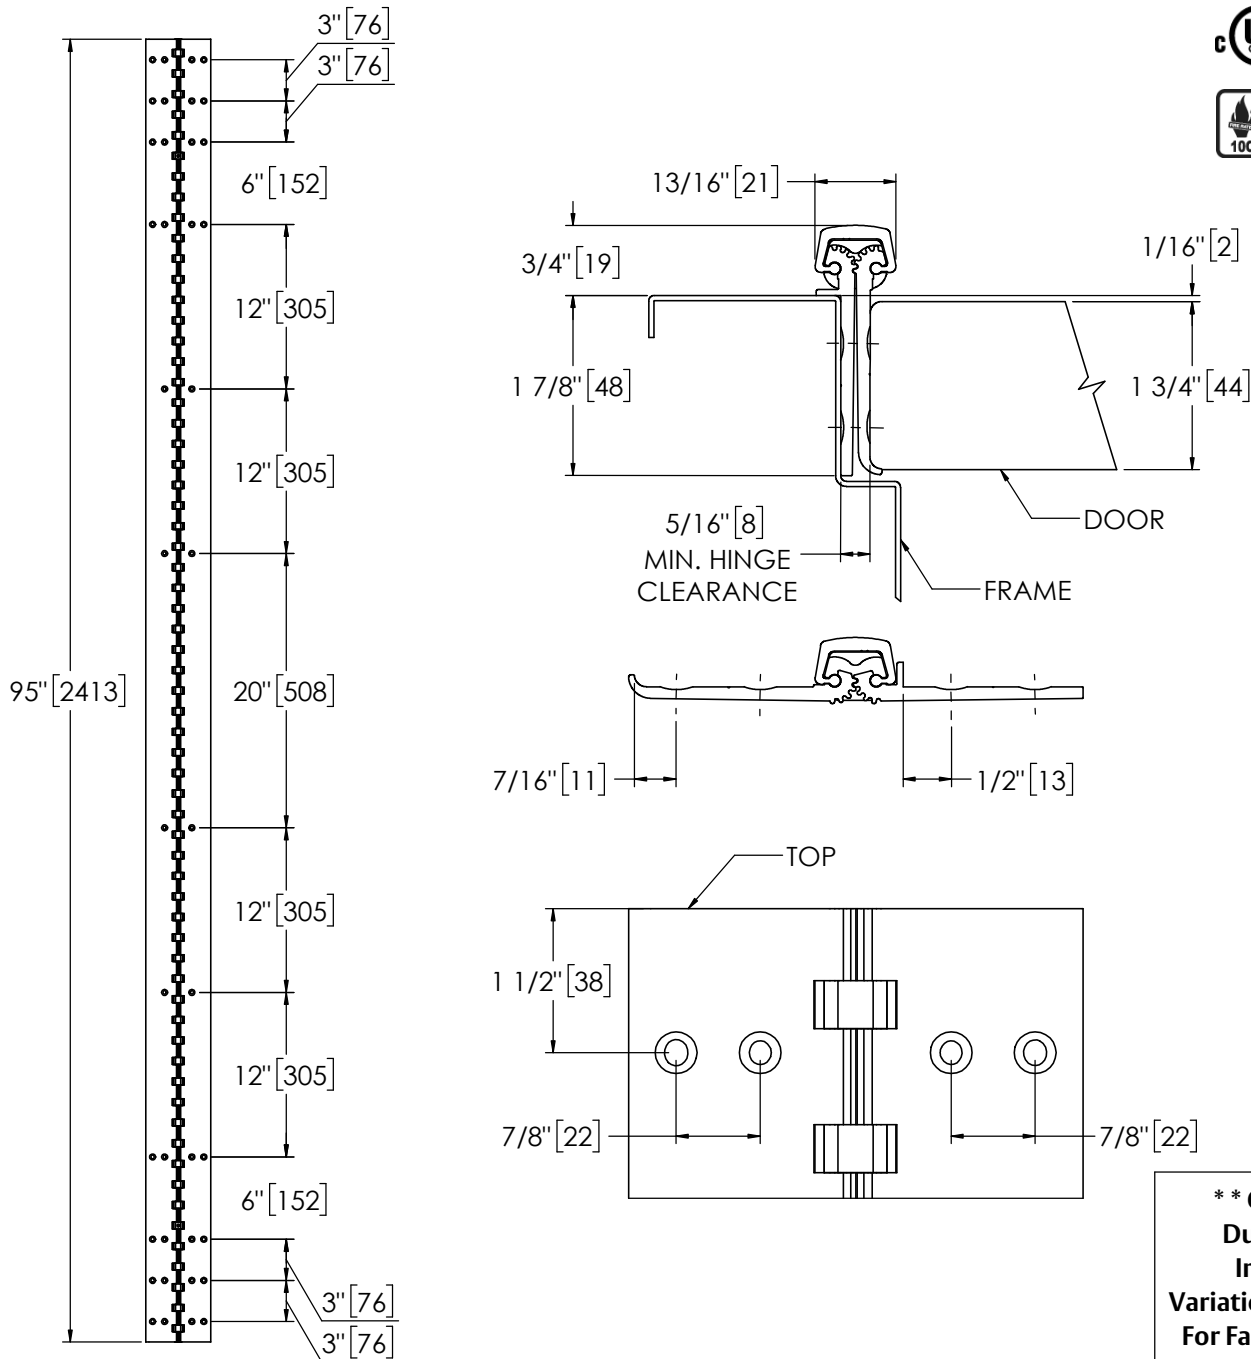 3" [76]
3" [76]
6" [152]
12" [305]
12" [305]
95" [2413]
20" [508]
12" [305]
12" [305]
6" [152]
3" [76]
3" [76]
13/16" [21]
3/4" [19]
1/16" [2]
1 7/8" [48]
1 3/4" [44]
5/16" [8]
MIN. HINGE
CLEARANCE
DOOR
FRAME
7/16" [11]
1/2" [13]
TOP
1 1/2" [38]
7/8" [22]
7/8" [22]
C
For Fa